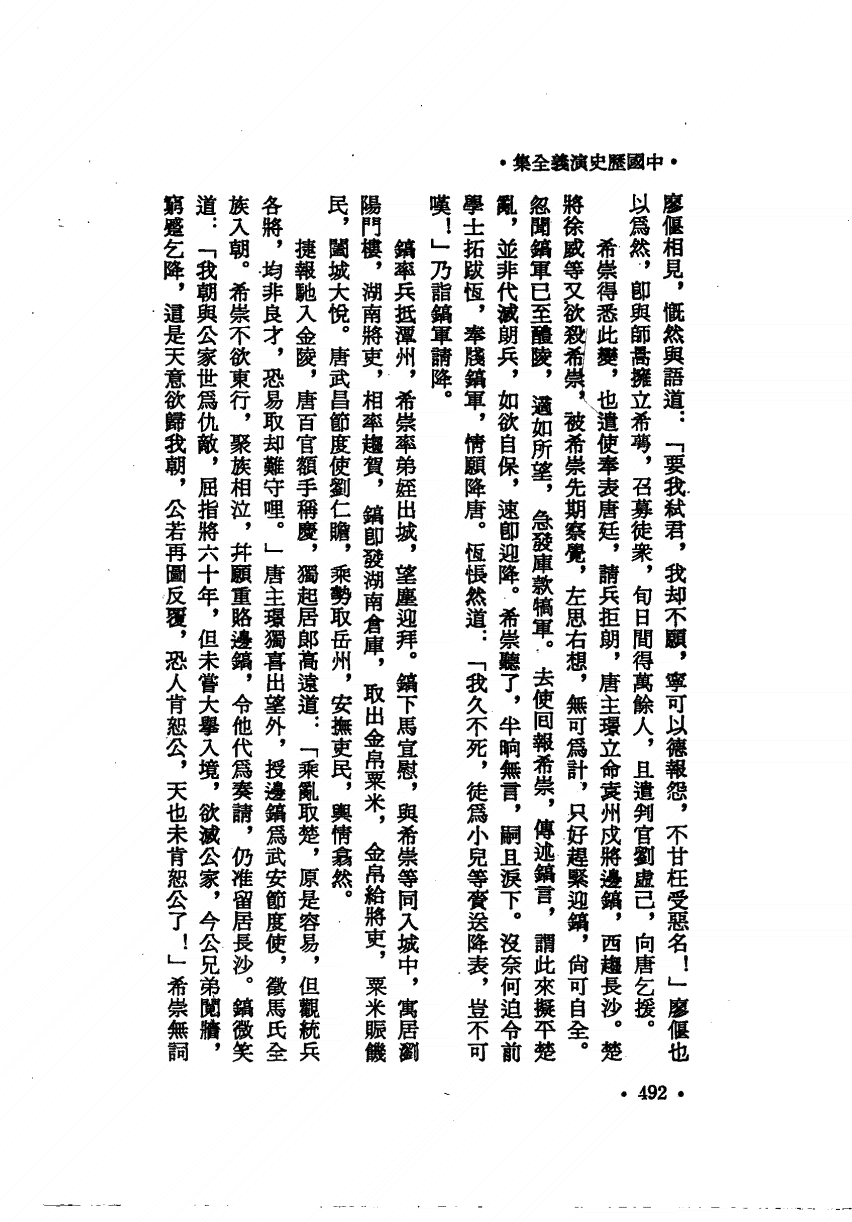 •中國歷史演義全集•
廖偃相見，慨然與語道：「要我弒君，我却不願，寧可以德報怨，不甘枉受惡名！」廖偃也
以爲然，卽與師暠擁立希蕚，召募徒衆，旬日間得萬餘人，且遣判官劉虛己，向唐乞援。
希崇得悉此變，也遣使奉表唐廷，請兵拒朗，唐主璟立命袁州戍將邊鎬，西趨長沙。楚
將徐威等又欲殺希崇，被希崇先期察覺，左思右想，無可爲計，只好趕緊迎鎬，尙可自全。
忽聞鎬軍已至醴陵，適如所望，急發庫款犒軍。去使囘報希崇，傳述鎬言，謂此來擬平楚
亂，並非代滅朗兵，如欲自保，速卽迎降。希崇聽了，半晌無言，嗣且淚下。沒奈何迫令前
學士拓跋恆，奉牋鎬軍，情願降唐。恆悵然道：「我久不死，徒爲小兒等賫送降表，豈不可
嘆！」乃詣鎬軍請降。
鎬率兵抵潭州，希崇率弟姪出城，望塵迎拜。鎬下馬宣慰，與希崇等同入城中，寓居瀏
陽門樓，湖南將吏，相率趨賀，鎬卽發湖南倉庫，取出金帛粟米，金帛給將吏，粟米賑饑
民，闔城大悅。唐武昌節度使劉仁贍，乘勢取岳州，安撫吏民，輿情翕然。
捷報馳入金陵，唐百官額手稱慶，獨起居郎高遠道：「乘亂取楚，原是容易，但觀統兵
各將，均非良才，恐易取却難守哩。」唐主璟獨喜出望外，授邊鎬爲武安節度使，徵馬氏全
族入朝。希崇不欲東行，聚族相泣，幷願重賂邊鎬，令他代爲奏請，仍准留居長沙。鎬微笑
道：「我朝與公家世爲仇敵，屈指將六十年，但未嘗大擧入境，欲滅公家，今公兄弟鬩牆，
窮蹙乞降，這是天意欲歸我朝，公若再圖反覆，恐人肯恕公，天也未肯恕公了！」希崇無詞
•492•